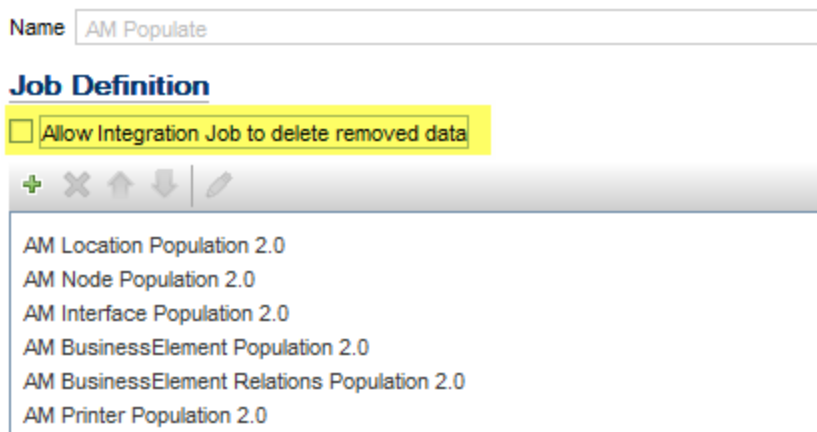 Name AM Populate
Job Definition
Allow Integration Job to delete removed data
AM Location Population 2.0
AM Node Population 2.0
AM Interface Population 2.0
AM BusinessElement Population 2.0
AM BusinessElement Relations Population 2.0
AM Printer Population 2.0